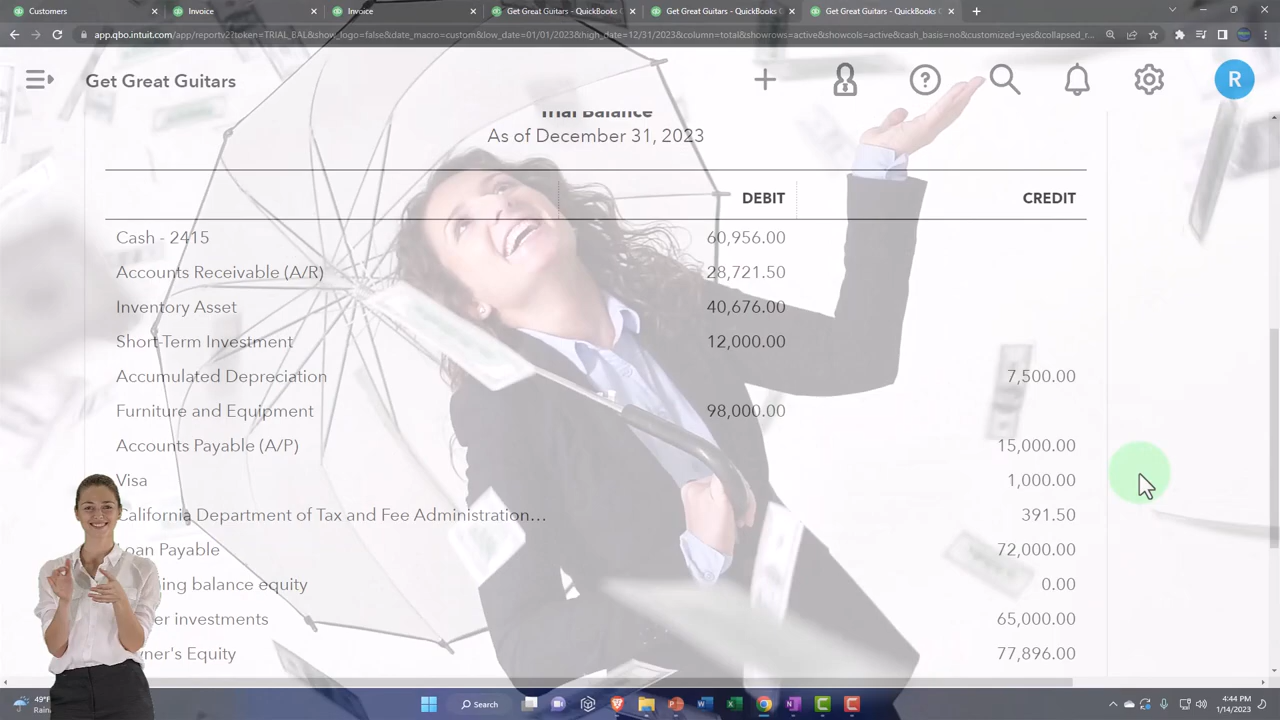 Customers
Invoices
Invoice
Get Great Guitars - QuickBooks
Get Great Guitars - QuickBooks
Get Great Guitars - QuickBooks
app.qbo.intuit.com/app/reportv2?token=TRIAL_BAL&show_logo=false&date_macro=custom&low_date=01/01/2023&high_date=12/31/2023&column=total&showrows=active&showcols=active&cash_basis=no&customized=yes&collapsed_r...
Get Great Guitars
R
Trial Balance
As of December 31, 2023
DEBIT CREDIT
Cash - 2415 60,956.00
Accounts Receivable (A/R) 28,721.50
Inventory Asset 40,676.00
Short-Term Investment 12,000.00
Accumulated Depreciation 7,500.00
Furniture and Equipment 98,000.00
Accounts Payable (A/P) 15,000.00
Visa 1,000.00
California Department of Tax and Fee Administration... 391.50
Loan Payable 72,000.00
ing balance equity 0.00
er investments 65,000.00
ner's Equity 77,896.00
49°F
Rain
Search
4:44 PM
1/14/2023